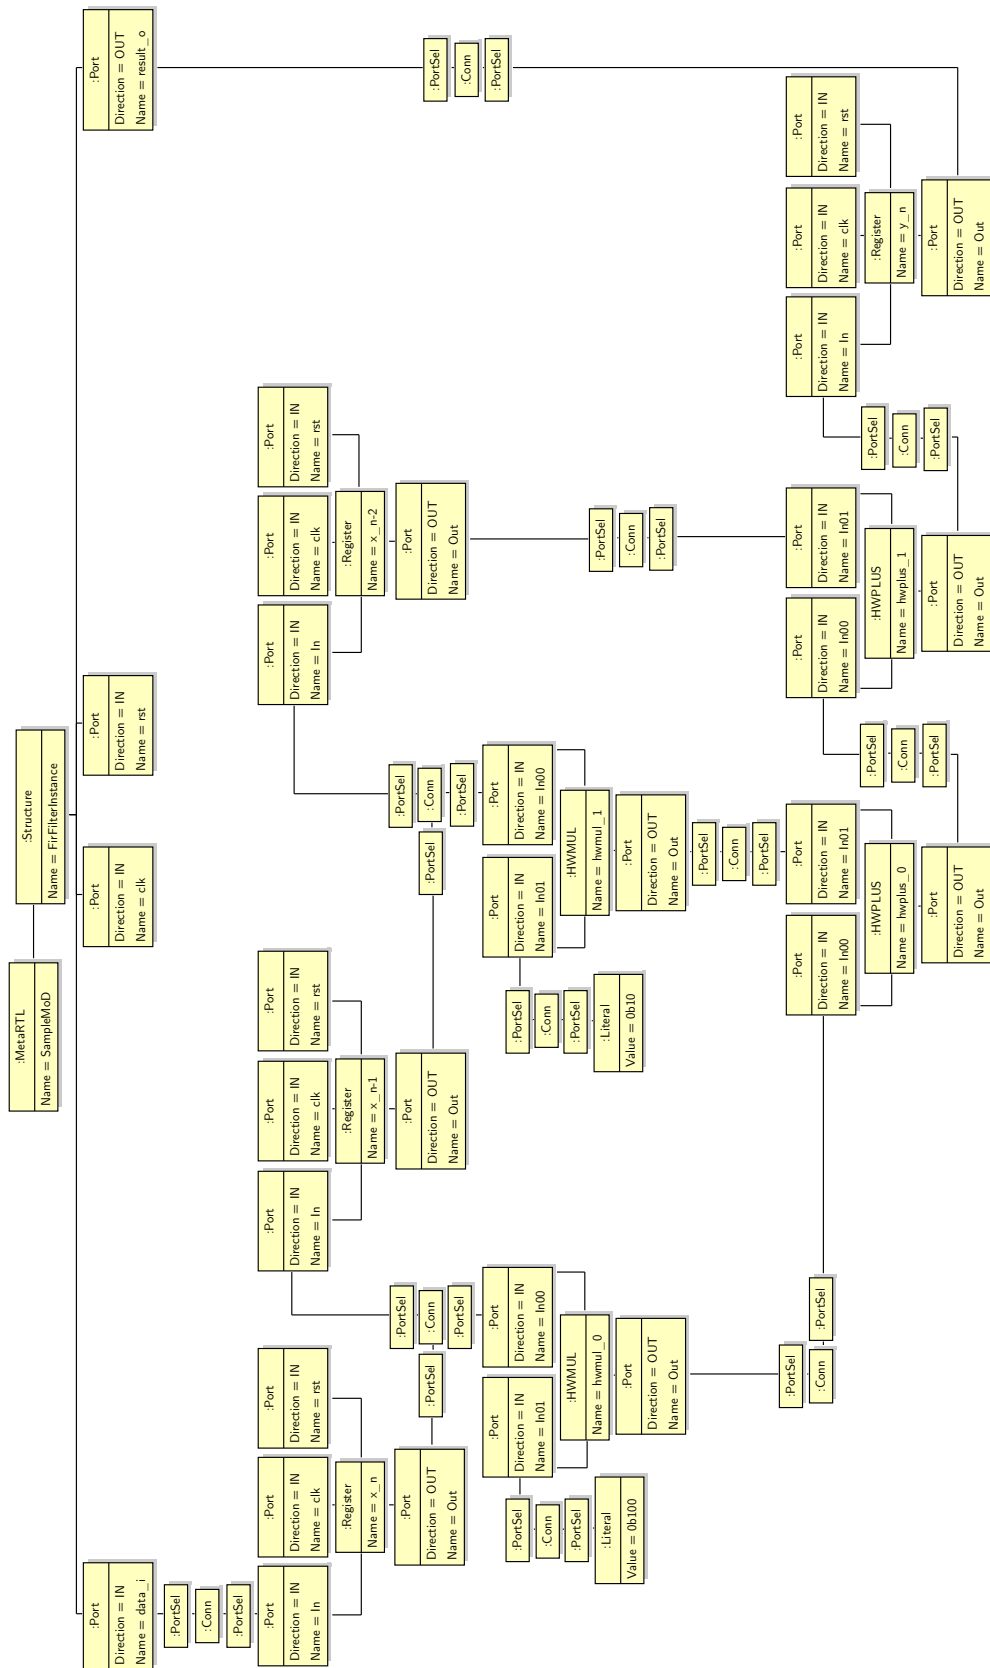 :MetaRTL
Name = SampleMoD
:Structure
Name = FirFilterInstance
:Port
Direction = IN
Name = data_i
:Port
Direction = IN
Name = clk
:Port
Direction = IN
Name = rst
:Port
Direction = OUT
Name = result_o
:PortSel
:Conn
:PortSel
:Port
Direction = IN
Name = In
:Port
Direction = IN
Name = clk
:Port
Direction = IN
Name = rst
:Register
Name = x_n
:Port
Direction = OUT
Name = Out
:Port
Direction = IN
Name = In
:Port
Direction = IN
Name = clk
:Port
Direction = IN
Name = rst
:Register
Name = x_n-1
:Port
Direction = OUT
Name = Out
:Port
Direction = IN
Name = In
:Port
Direction = IN
Name = clk
:Port
Direction = IN
Name = rst
:Register
Name = x_n-2
:Port
Direction = OUT
Name = Out
:PortSel
:PortSel
:Conn
:PortSel
:PortSel
:PortSel
:Conn
:PortSel
:PortSel
:Conn
:PortSel
:Port
Direction = IN
Name = In01
:Port
Direction = IN
Name = In00
:HWMUL
Name = hwmul_0
:Port
Direction = OUT
Name = Out
:PortSel
:Conn
:PortSel
:Literal
Value = 0b100
:Port
Direction = IN
Name = In01
:Port
Direction = IN
Name = In00
:HWMUL
Name = hwmul_1
:Port
Direction = OUT
Name = Out
:PortSel
:Conn
:PortSel
:Literal
Value = 0b10
:PortSel
:Conn
:PortSel
:PortSel
:Conn
:PortSel
:PortSel
:Conn
:PortSel
:Port
Direction = IN
Name = In00
:Port
Direction = IN
Name = In01
:HWPLUS
Name = hwplus_0
:Port
Direction = OUT
Name = Out
:PortSel
:Conn
:PortSel
:Port
Direction = IN
Name = In00
:Port
Direction = IN
Name = In01
:HWPLUS
Name = hwplus_1
:Port
Direction = OUT
Name = Out
:PortSel
:Conn
:PortSel
:Port
Direction = IN
Name = In
:Port
Direction = IN
Name = clk
:Port
Direction = IN
Name = rst
:Register
Name = y_n
:Port
Direction = OUT
Name = Out